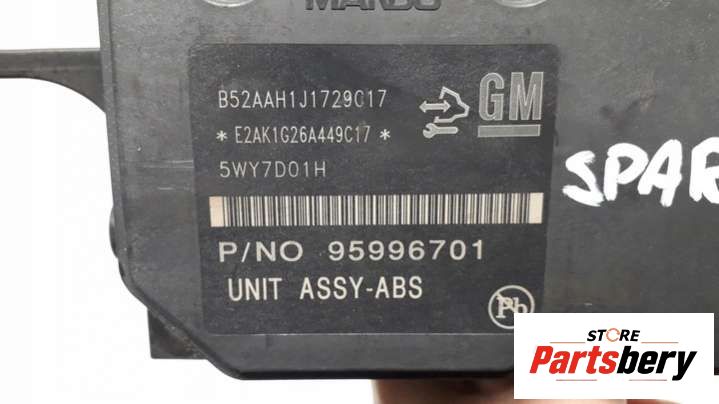 MANDO
B52AAH1J1729C17
GM
* E2AK1G26A449C17 *
5WY7D01H
SPAR
P/NO 95996701
UNIT ASSY-ABS
Pb
STORE
Partsbery